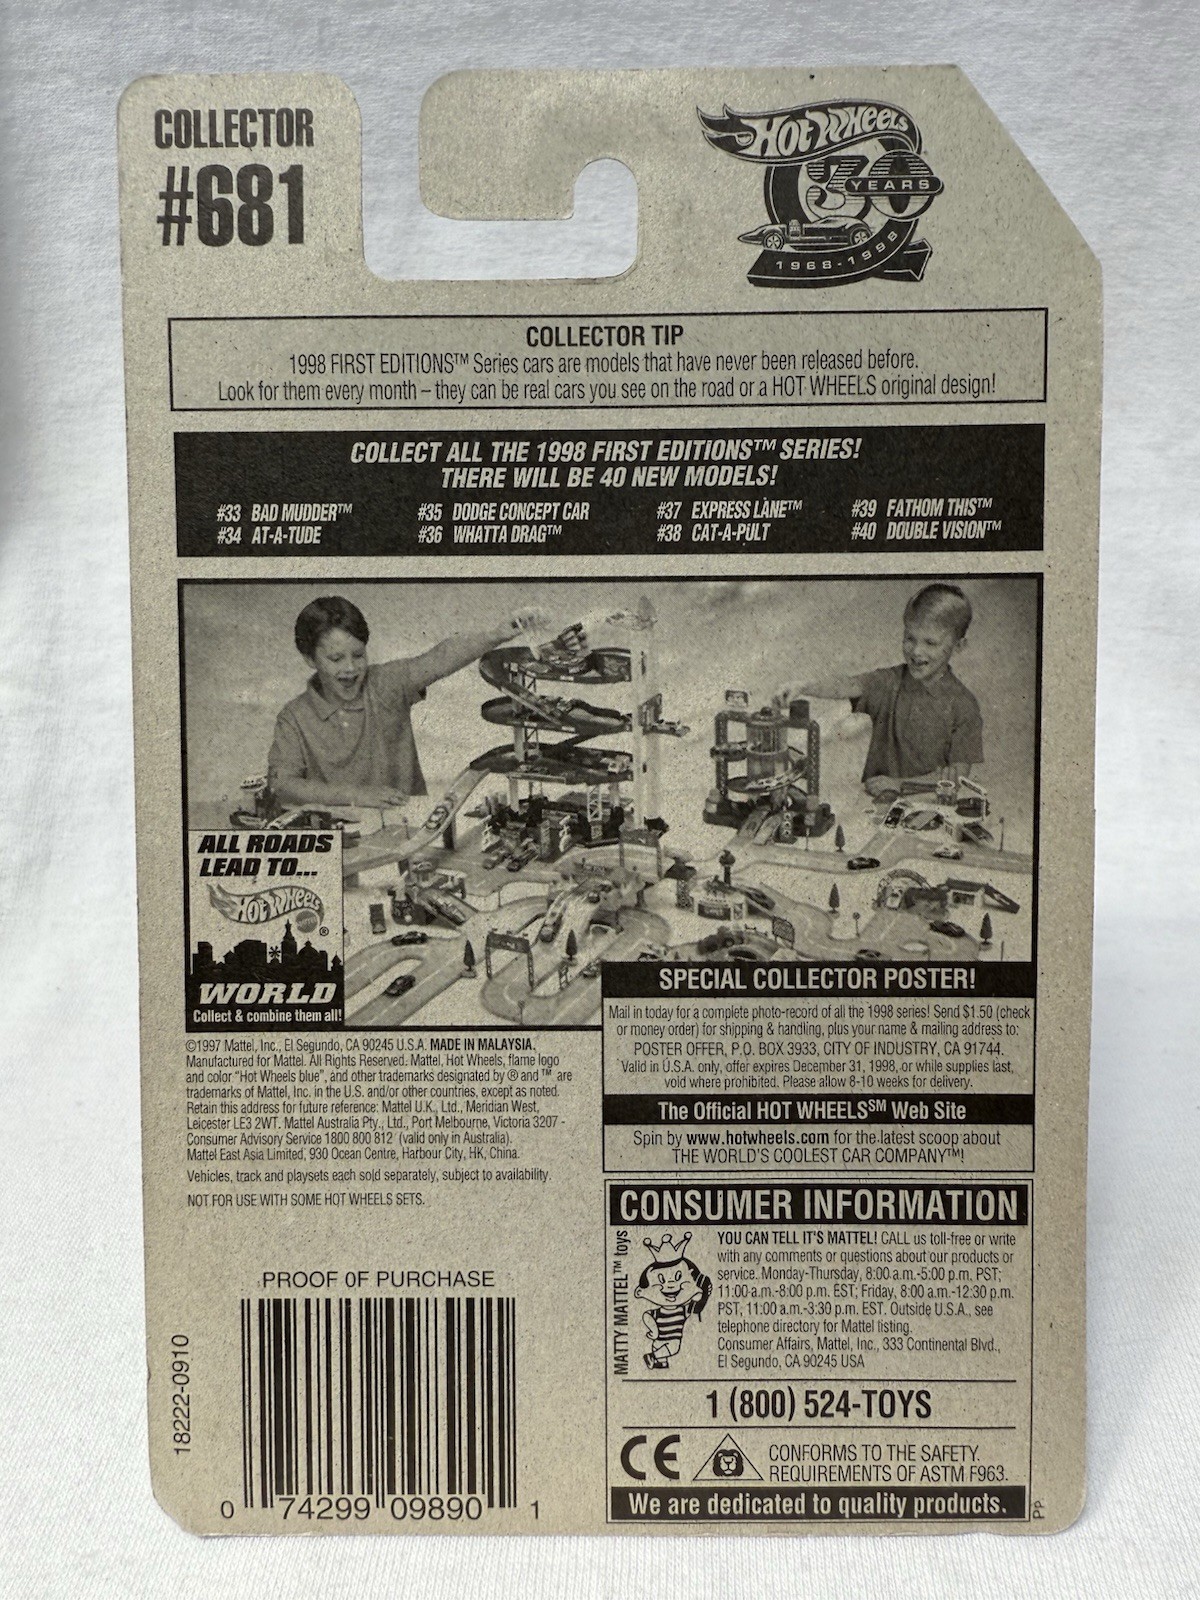 COLLECTOR
#681
Hot Wheels
30
YEARS
1968-1998
COLLECTOR TIP
1998 FIRST EDITIONS™ Series cars are models that have never been released before.
Look for them every month – they can be real cars you see on the road or a HOT WHEELS original design!
COLLECT ALL THE 1998 FIRST EDITIONS™ SERIES!
THERE WILL BE 40 NEW MODELS!
#33 BAD MUDDER™ #35 DODGE CONCEPT CAR #37 EXPRESS LANE™ #39 FATHOM THIS™
#34 AT-A-TUDE #36 WHATTA DRAG™ #38 CAT-A-PULT #40 DOUBLE VISION™
ALL ROADS
LEAD TO...
Hot Wheels
®
WORLD
Collect & combine them all!
SPECIAL COLLECTOR POSTER!
Mail in today for a complete photo-record of all the 1998 series! Send $1.50 (check
or money order) for shipping & handling, plus your name & mailing address to:
POSTER OFFER, P.O. BOX 3933, CITY OF INDUSTRY, CA 91744.
Valid in U.S.A. only, offer expires December 31, 1998, or while supplies last,
void where prohibited. Please allow 8-10 weeks for delivery.
The Official HOT WHEELS℠ Web Site
Spin by www.hotwheels.com for the latest scoop about
THE WORLD'S COOLEST CAR COMPANY™!
©1997 Mattel, Inc., El Segundo, CA 90245 U.S.A. MADE IN MALAYSIA.
Manufactured for Mattel. All Rights Reserved. Mattel, Hot Wheels, flame logo
and color "Hot Wheels blue", and other trademarks designated by ® and ™ are
trademarks of Mattel, Inc. in the U.S. and/or other countries, except as noted.
Retain this address for future reference: Mattel U.K., Ltd., Meridian West,
Leicester LE3 2WT. Mattel Australia Pty., Ltd., Port Melbourne, Victoria 3207 -
Consumer Advisory Service 1800 800 812 (valid only in Australia).
Mattel East Asia Limited, 930 Ocean Centre, Harbour City, HK, China.
Vehicles, track and playsets each sold separately, subject to availability.
NOT FOR USE WITH SOME HOT WHEELS SETS.
CONSUMER INFORMATION
MATTY MATTEL™ toys
YOU CAN TELL IT'S MATTEL! CALL us toll-free or write
with any comments or questions about our products or
service. Monday-Thursday, 8:00 a.m.-5:00 p.m. PST;
11:00 a.m.-8:00 p.m. EST; Friday, 8:00 a.m.-12:30 p.m.
PST, 11:00 a.m.-3:30 p.m. EST. Outside U.S.A., see
telephone directory for Mattel listing.
Consumer Affairs, Mattel, Inc., 333 Continental Blvd.,
El Segundo, CA 90245 USA
1 (800) 524-TOYS
CE
CONFORMS TO THE SAFETY
REQUIREMENTS OF ASTM F963.
We are dedicated to quality products.
PP
PROOF OF PURCHASE
18222-0910
0 74299 09890 1